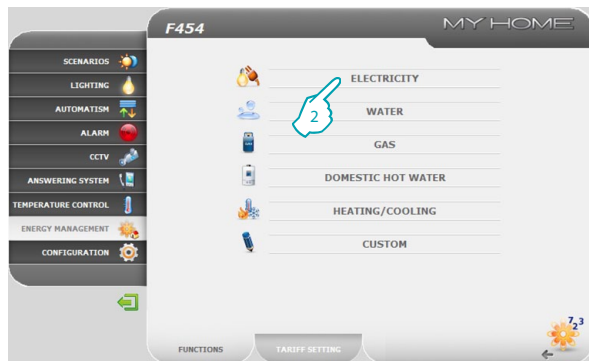 F454
MY HOME
SCENARIOS
LIGHTING
AUTOMATISM
ALARM
CCTV
ANSWERING SYSTEM
TEMPERATURE CONTROL
ENERGY MANAGEMENT
CONFIGURATION
ELECTRICITY
2
WATER
GAS
DOMESTIC HOT WATER
HEATING/COOLING
CUSTOM
FUNCTIONS
TARIFF SETTING
723